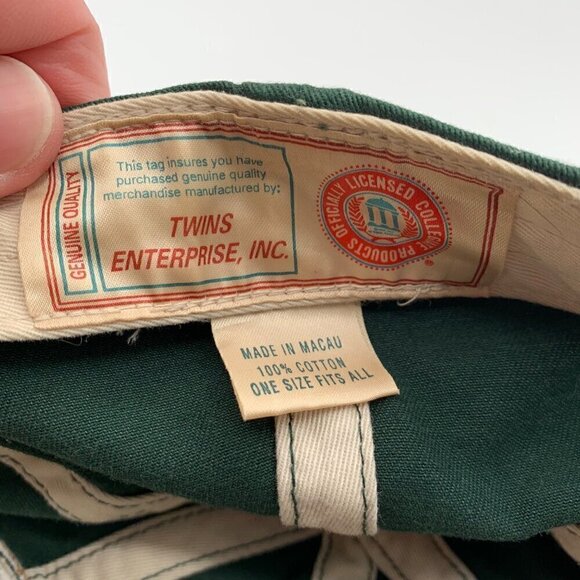 GENUINE QUALITY
This tag insures you have
purchased genuine quality
merchandise manufactured by:
TWINS
ENTERPRISE, INC.
OFFICIALLY LICENSED COLLEGIATE PRODUCTS
®
MADE IN MACAU
100% COTTON
ONE SIZE FITS ALL